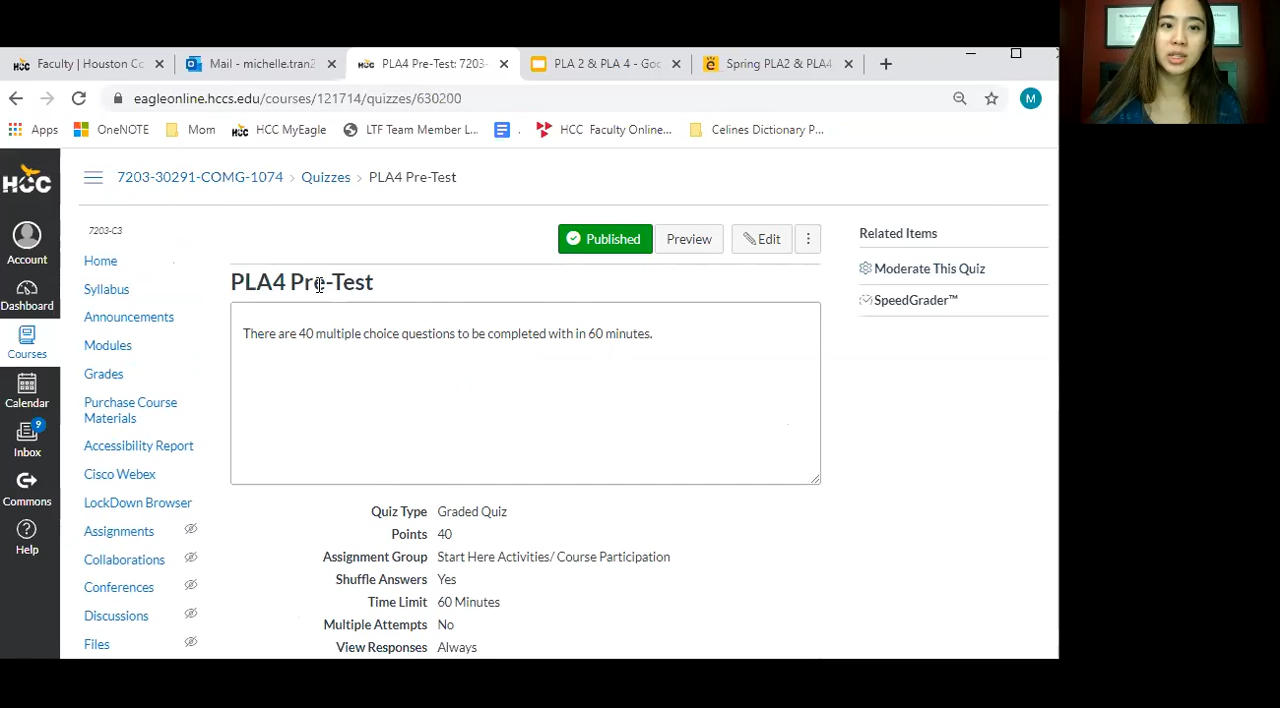 Faculty | Houston Cc
Mail - michelle.tran2
PLA4 Pre-Test: 7203-
PLA 2 & PLA 4 - Goo
Spring PLA2 & PLA4
eagleonline.hccs.edu/courses/121714/quizzes/630200
M
Apps
OneNOTE
Mom
HCC MyEagle
LTF Team Member L...
.
HCC Faculty Online...
Celines Dictionary P...
HCC
Account
Dashboard
Courses
Calendar
9
Inbox
Commons
Help
7203-30291-COMG-1074 > Quizzes > PLA4 Pre-Test
7203-C3
Home
Syllabus
Announcements
Modules
Grades
Purchase Course
Materials
Accessibility Report
Cisco Webex
LockDown Browser
Assignments
Collaborations
Conferences
Discussions
Files
Published
Preview
Edit
PLA4 Pre-Test
There are 40 multiple choice questions to be completed with in 60 minutes.
Quiz Type Graded Quiz
Points 40
Assignment Group Start Here Activities/ Course Participation
Shuffle Answers Yes
Time Limit 60 Minutes
Multiple Attempts No
View Responses Always
Related Items
Moderate This Quiz
SpeedGrader™